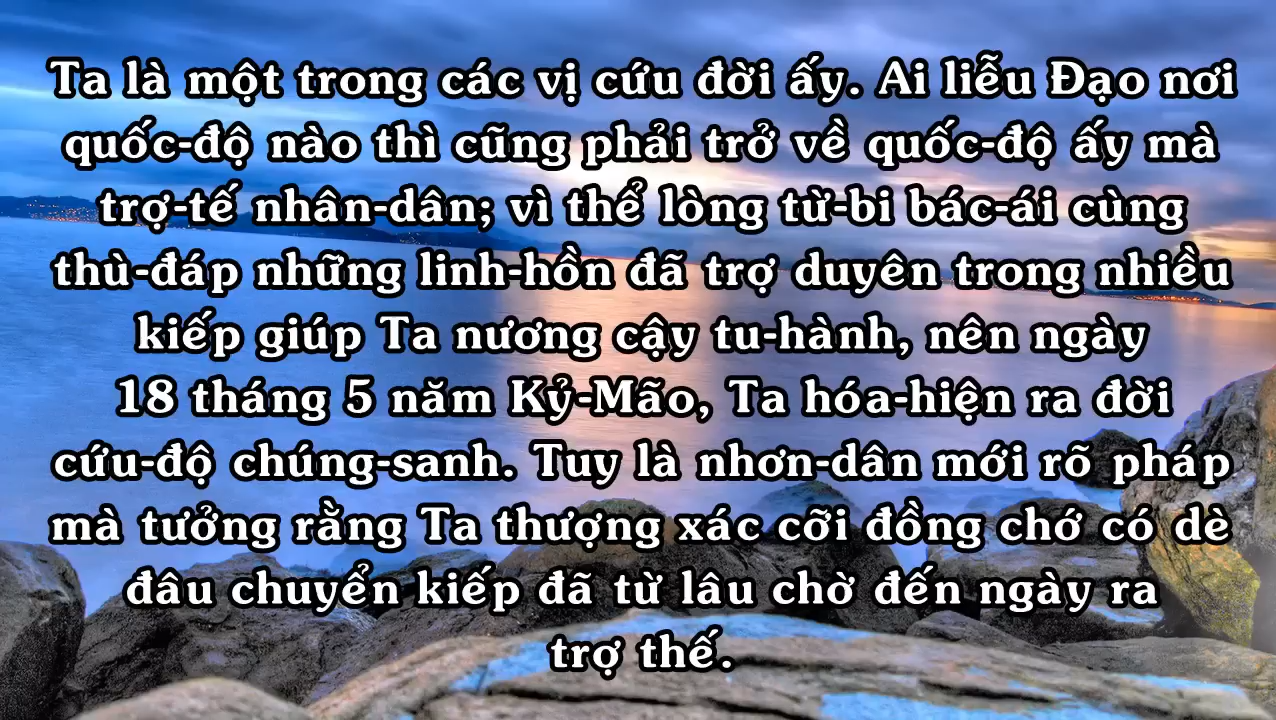 Ta là một trong các vị cứu đời ấy. Ai liễu Đạo nơi
quốc-độ nào thì cũng phải trở về quốc-độ ấy mà
trợ-tế nhân-dân; vì thể lòng từ-bi bác-ái cùng
thù-đáp những linh-hồn đã trợ duyên trong nhiều
kiếp giúp Ta nương cậy tu-hành, nên ngày
18 tháng 5 năm Kỷ-Mão, Ta hóa-hiện ra đời
cứu-độ chúng-sanh. Tuy là nhơn-dân mới rõ pháp
mà tưởng rằng Ta thượng xác cỡi đồng chớ có dè
đâu chuyển kiếp đã từ lâu chờ đến ngày ra
trợ thế.